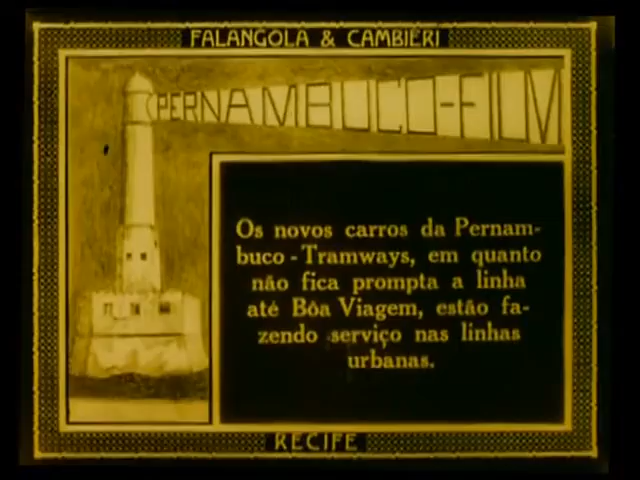 FALANGOLA & CAMBIERI
PERNAMBUCO-FILM
Os novos carros da Pernam-
buco - Tramways, em quanto
não fica prompta a linha
até Bôa Viagem, estão fa-
zendo serviço nas linhas
urbanas.
RECIFE